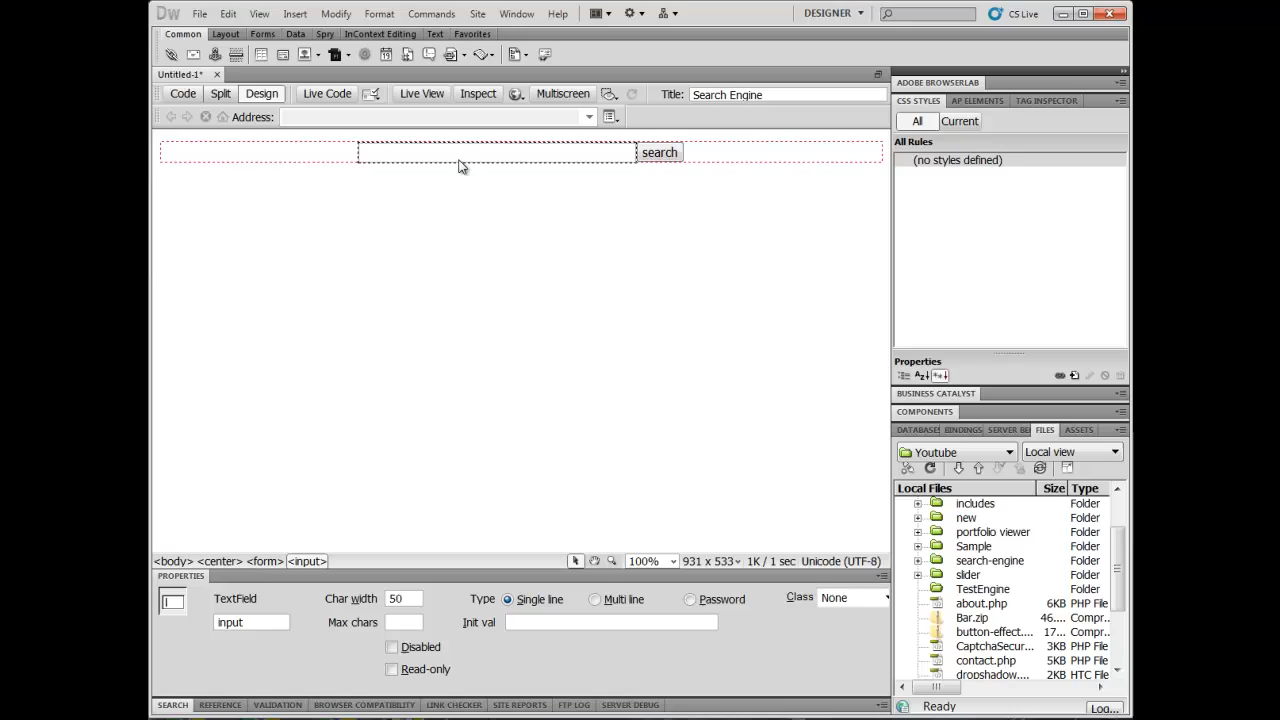 Dw File Edit View Insert Modify Format Commands Site Window Help DESIGNER CS Live
Common Layout Forms Data Spry InContext Editing Text Favorites
Untitled-1* ×
Code Split Design Live Code Live View Inspect Multiscreen Title: Search Engine
Address:
search
<body> <center> <form> <input> 100% 931 x 533 1K / 1 sec Unicode (UTF-8)
PROPERTIES
TextField Char width 50 Type Single line Multi line Password Class None
input Max chars Init val
Disabled
Read-only
SEARCH REFERENCE VALIDATION BROWSER COMPATIBILITY LINK CHECKER SITE REPORTS FTP LOG SERVER DEBUG
ADOBE BROWSERLAB
CSS STYLES AP ELEMENTS TAG INSPECTOR
All Current
All Rules
(no styles defined)
Properties
BUSINESS CATALYST
COMPONENTS
DATABASES BINDINGS SERVER BE FILES ASSETS
Youtube Local view
Local Files Size Type
includes Folder
new Folder
portfolio viewer Folder
Sample Folder
search-engine Folder
slider Folder
TestEngine Folder
about.php 6KB PHP File
Bar.zip 46... Compr...
button-effect.... 17... Compr...
CaptchaSecur... 3KB PHP File
contact.php 5KB PHP File
dropshadow.... 2KB HTC File
Ready Log...